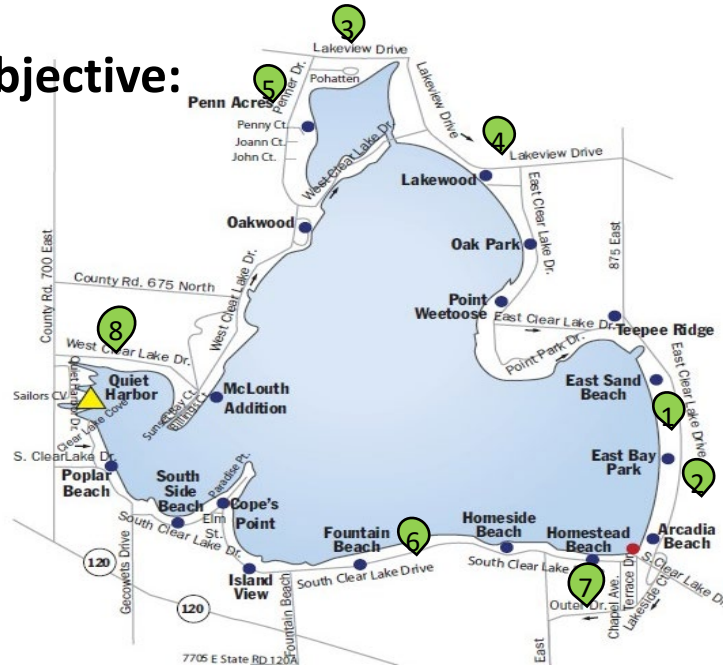 3
Lakeview Drive
bjective:
Pohatten
5
Penner Dr.
Penn Acres
Lakeview Drive
Penny Ct.
Joann Ct.
John Ct.
4
Lakeview Drive
West Clear Lake Dr.
Lakewood
East Clear Lake Dr.
Oakwood
Oak Park
County Rd. 700 East
875 East
County Rd. 675 North
West Clear Lake Dr.
Point
Weetoose
East Clear Lake Dr.
Teepee Ridge
8
Point Park Dr.
West Clear Lake Dr.
East Clear Lake Drive
Quiet
Harbor
Quiet Harbor Dr.
Sailors CV
McLouth
Addition
Sunset
Bay Ct.
Billings Ct.
East Sand
Beach
1
Clear Lake Cove
S. ClearLake Dr.
East Bay
Park
2
Poplar
Beach
South
Side
Beach
Paradise Pt.
Cope's
Point
Elm
St.
South Clear Lake Dr.
Fountain
Beach
6
Homeside
Beach
Homestead
Beach
Arcadia
Beach
Island
View
South Clear Lake Drive
South Clear Lake
S. Clear Lake Dr
120
Gecowets Drive
7
Outer Dr.
Chapel Ave.
Terrace Dr.
Lakeside Ct.
120
Fountain Beach
East
7705 E State RD 120A